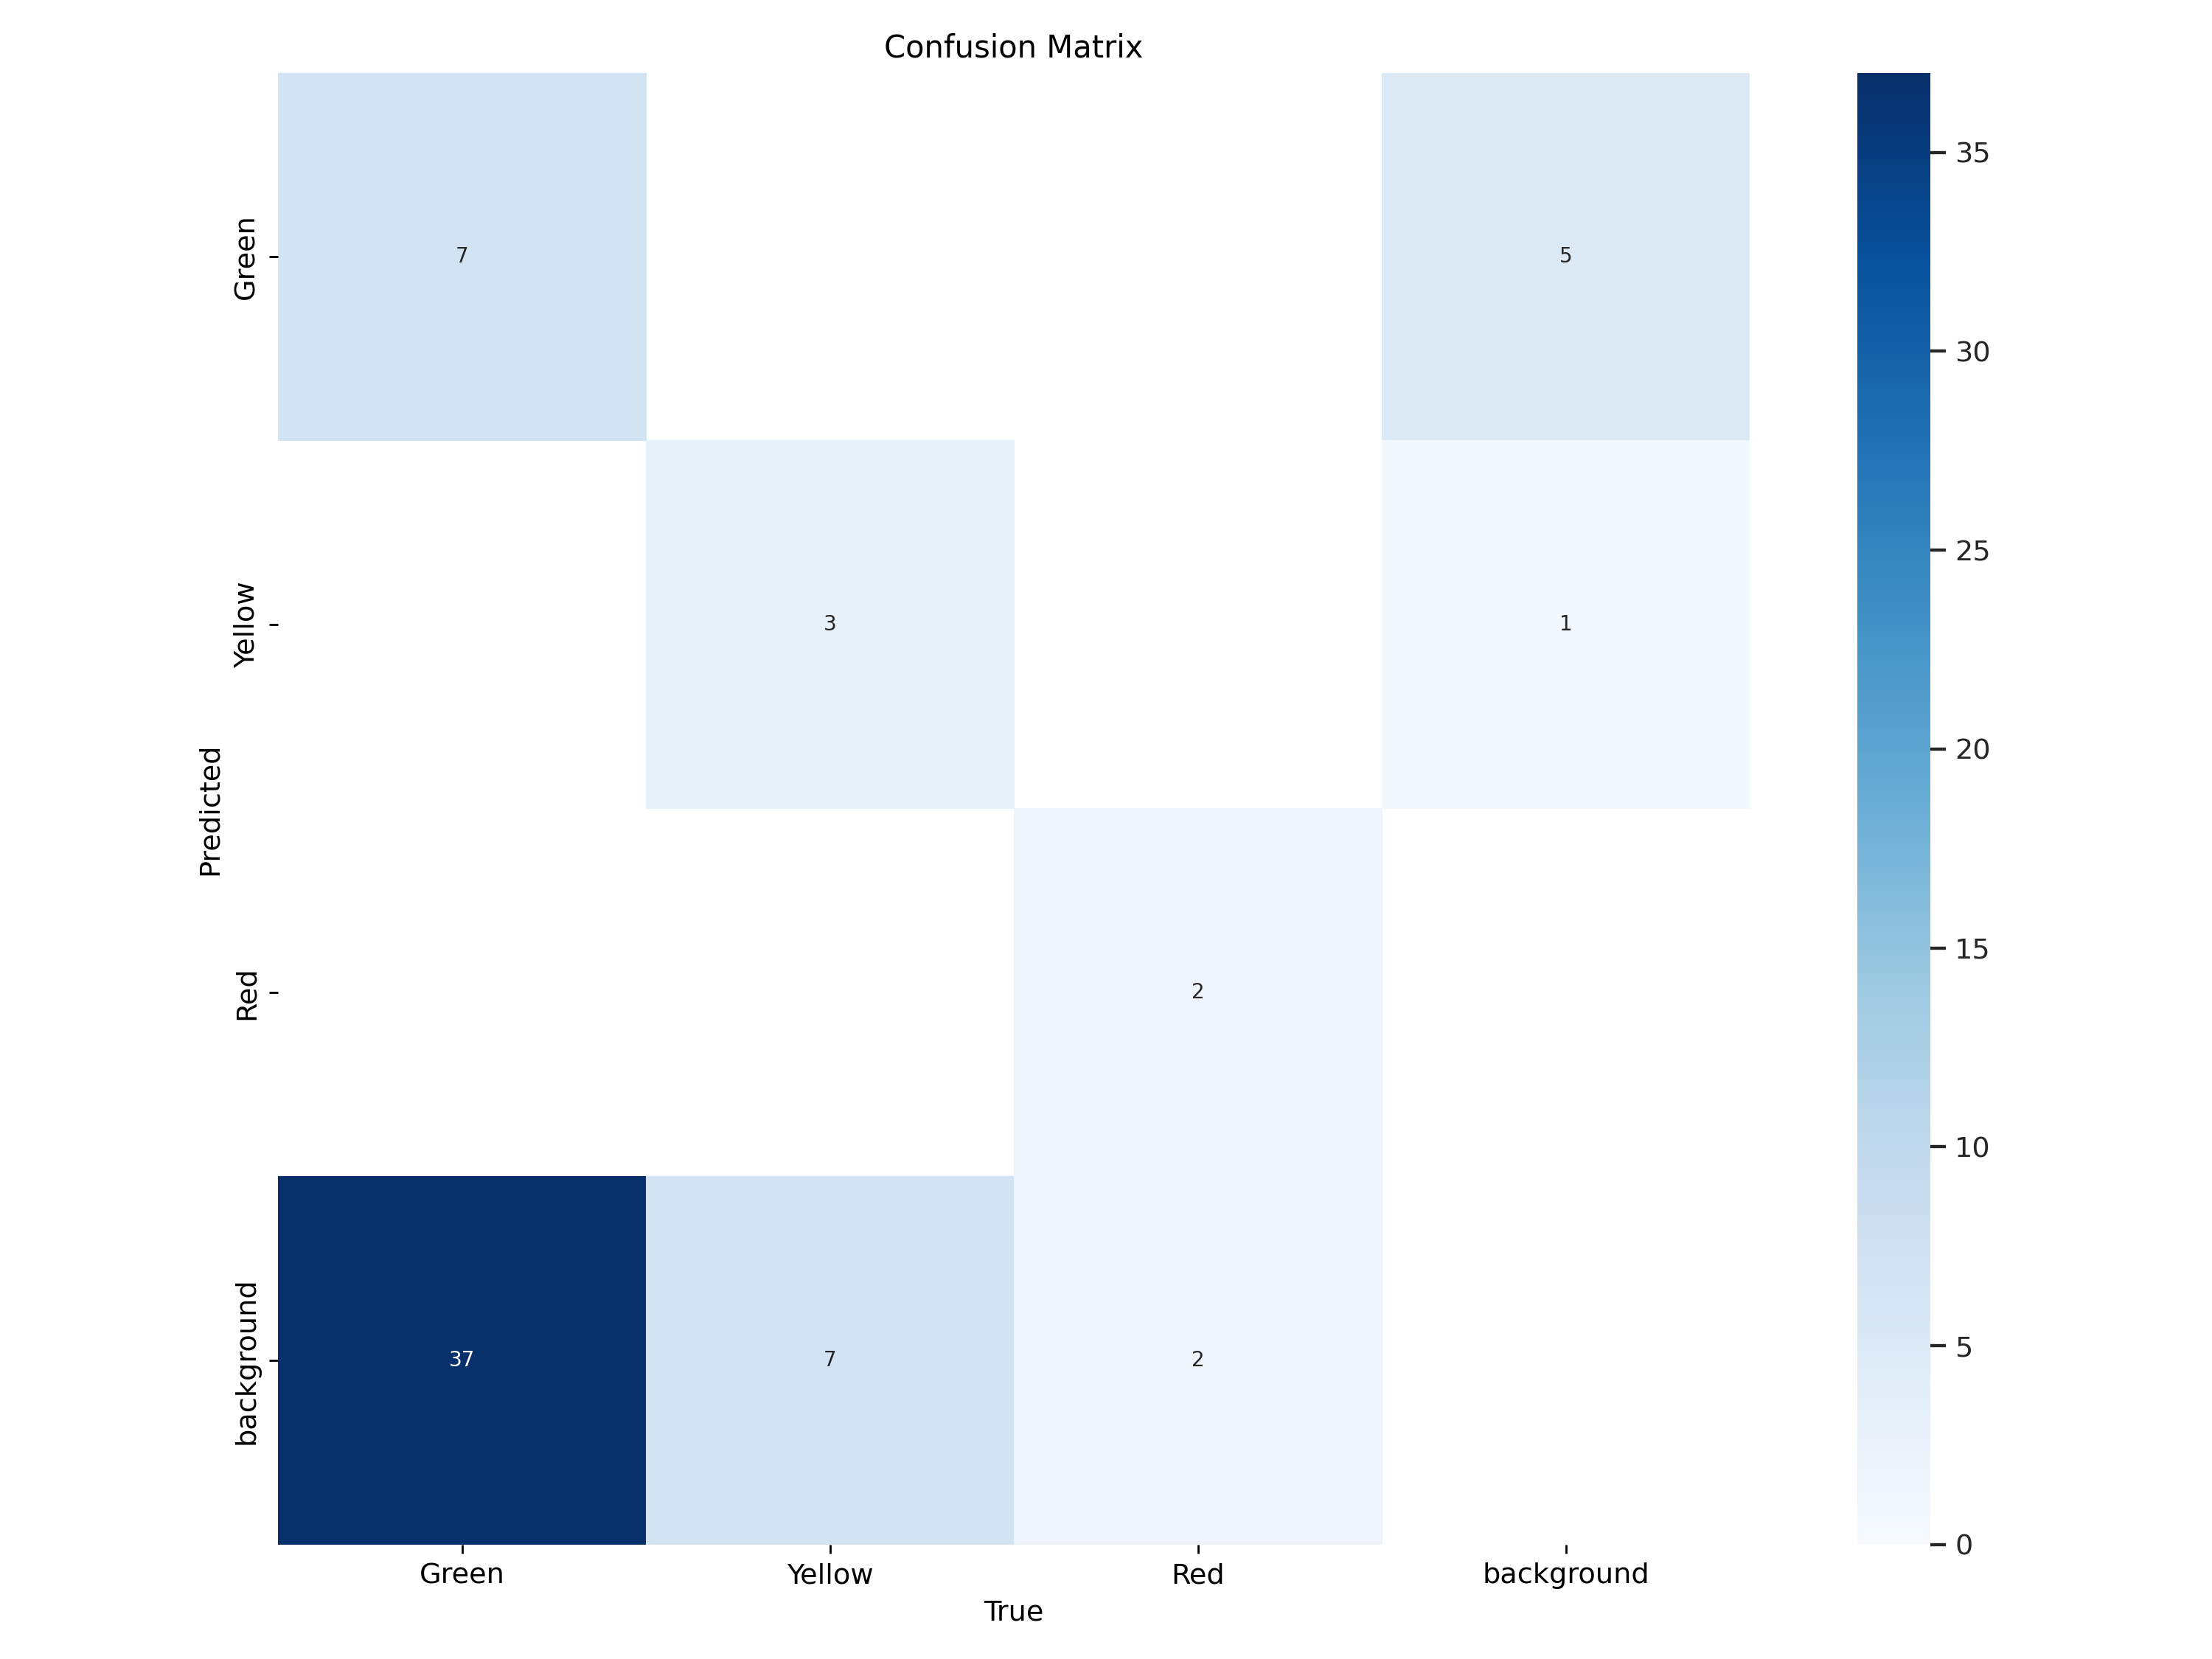 Confusion Matrix
Green
7
5
Yellow
3
1
Red
2
background
37
7
2
Green
Yellow
Red
background
True
Predicted
35
30
25
20
15
10
5
0